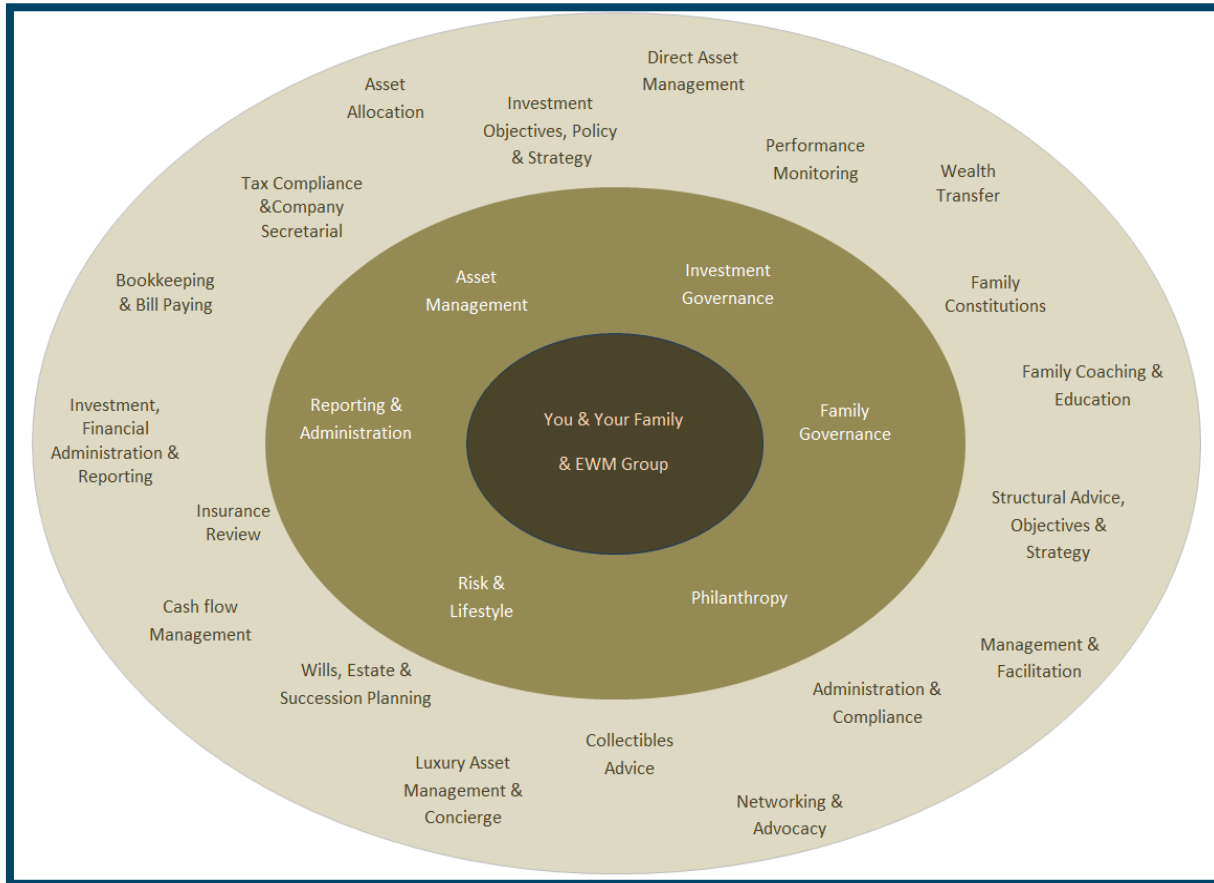 Direct Asset
Management
Asset
Allocation
Investment
Objectives, Policy
& Strategy
Performance
Monitoring
Wealth
Transfer
Tax Compliance
&Company
Secretarial
Bookkeeping
& Bill Paying
Asset
Management
Investment
Governance
Family
Constitutions
Family Coaching &
Education
Investment,
Financial
Administration &
Reporting
Reporting &
Administration
You & Your Family
& EWM Group
Family
Governance
Insurance
Review
Structural Advice,
Objectives &
Strategy
Risk &
Lifestyle
Philanthropy
Cash flow
Management
Management &
Facilitation
Wills, Estate &
Succession Planning
Administration &
Compliance
Collectibles
Advice
Luxury Asset
Management &
Concierge
Networking &
Advocacy